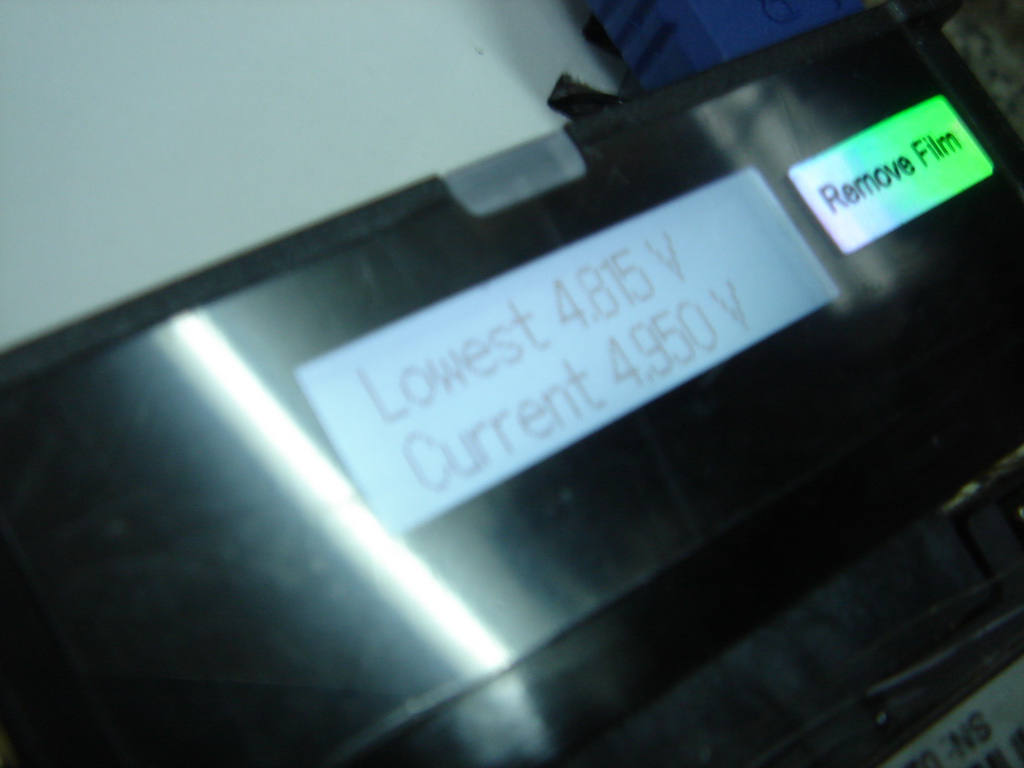 Lowest 4.815 V
Current 4.950 V
Remove Film